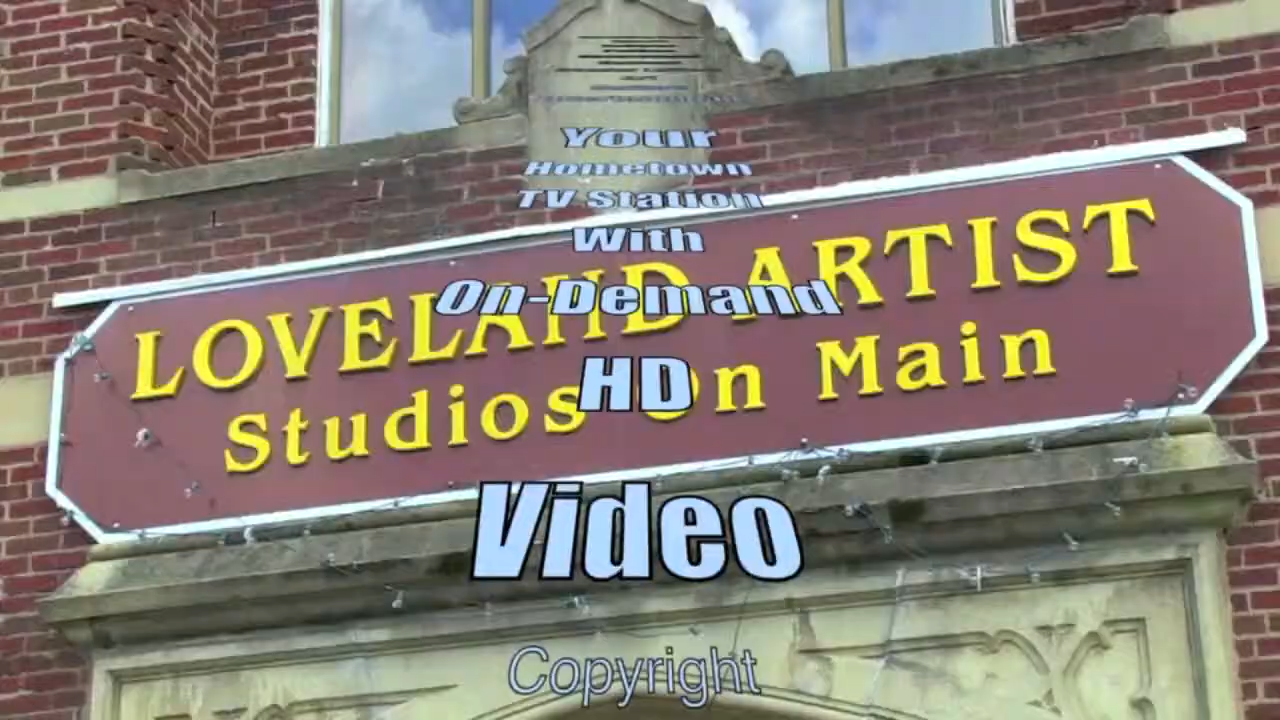 Your
Hometown
TV Station
With
On-Demand
HD
Video
Copyright
LOVELAND ARTIST
Studios On Main